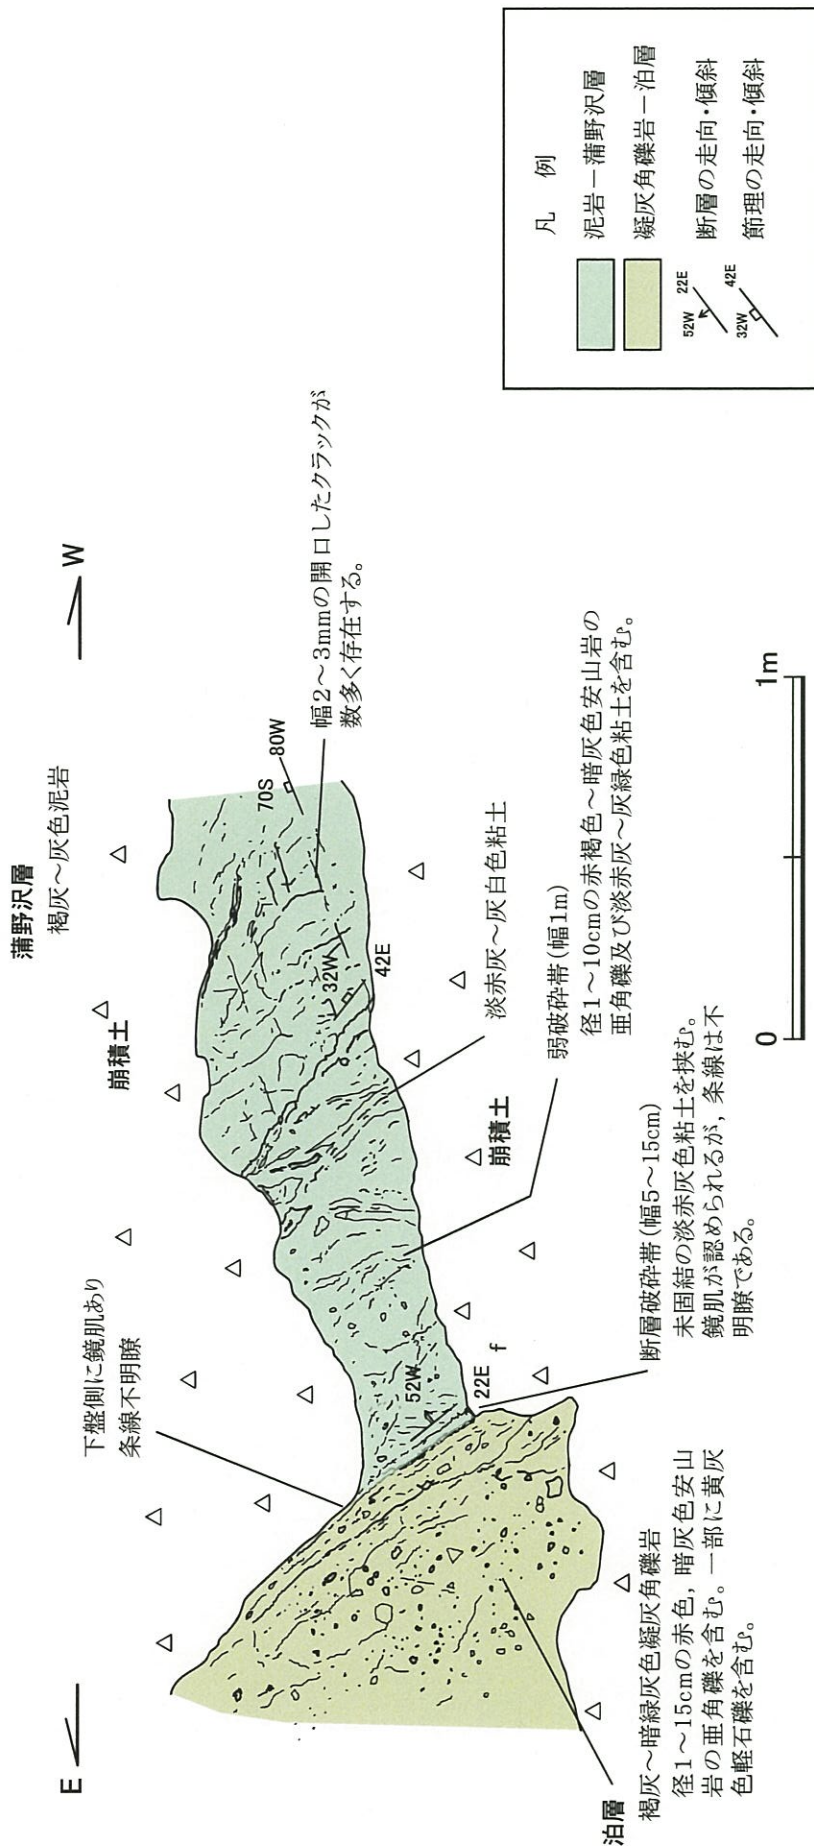 E
W
蒲野沢層
褐灰～灰色泥岩
崩積土
下盤側に鏡肌あり
条線不明瞭
70S
80W
幅2～3mmの開口したクラックが
数多く存在する。
32W
42E
淡赤灰～灰白色粘土
弱破砕帯(幅1m)
径1～10cmの赤褐色～暗灰色安山岩の
亜角礫及び淡赤灰～灰緑色粘土を含む。
崩積土
52W
22E
f
断層破砕帯(幅5～15cm)
未固結の淡赤灰色粘土を挟む。
鏡肌が認められるが，条線は不
明瞭である。
泊層
褐灰～暗緑灰色凝灰角礫岩
径1～15cmの赤色，暗灰色安山
岩の亜角礫を含む。一部に黄灰
色軽石礫を含む。
0
1m
凡 例
泥岩－蒲野沢層
凝灰角礫岩－泊層
52W
22E
断層の走向・傾斜
32W
42E
節理の走向・傾斜